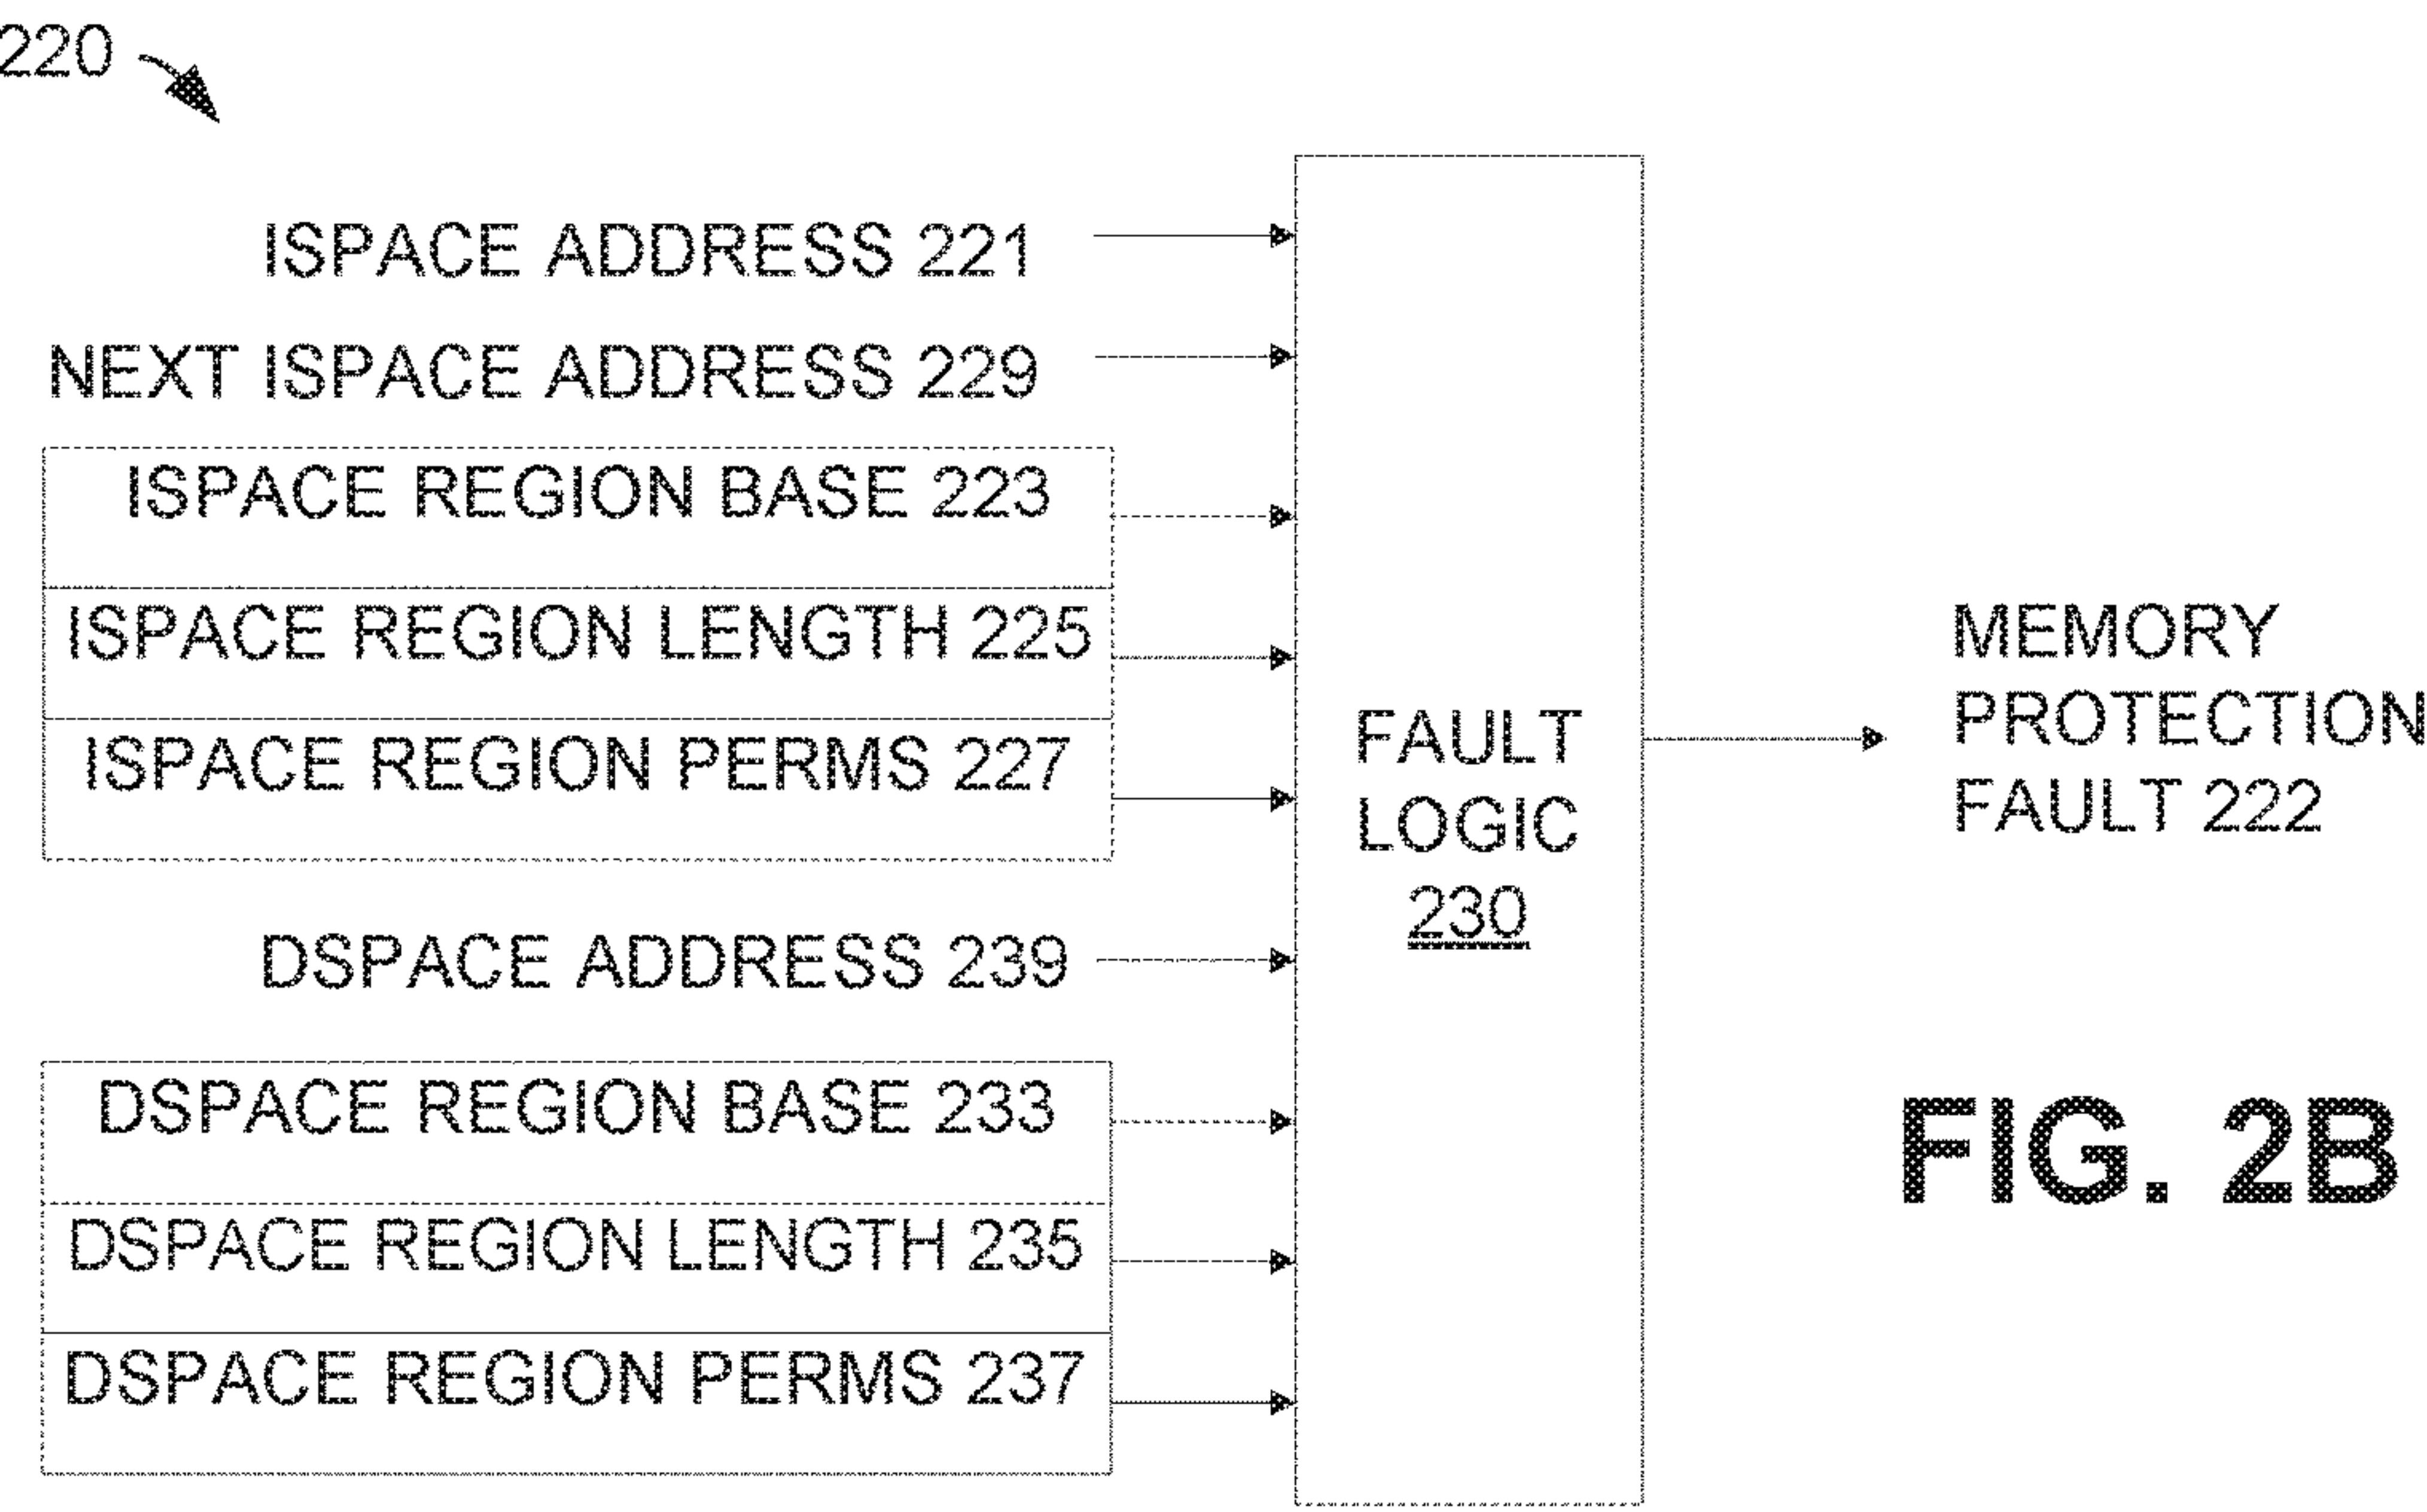 220
ISPACE ADDRESS 221
NEXT ISPACE ADDRESS 229
ISPACE REGION BASE 223
ISPACE REGION LENGTH 225
ISPACE REGION PERMS 227
DSPACE ADDRESS 239
DSPACE REGION BASE 233
DSPACE REGION LENGTH 235
DSPACE REGION PERMS 237
FAULT
LOGIC
230
MEMORY
PROTECTION
FAULT 222
FIG. 2B